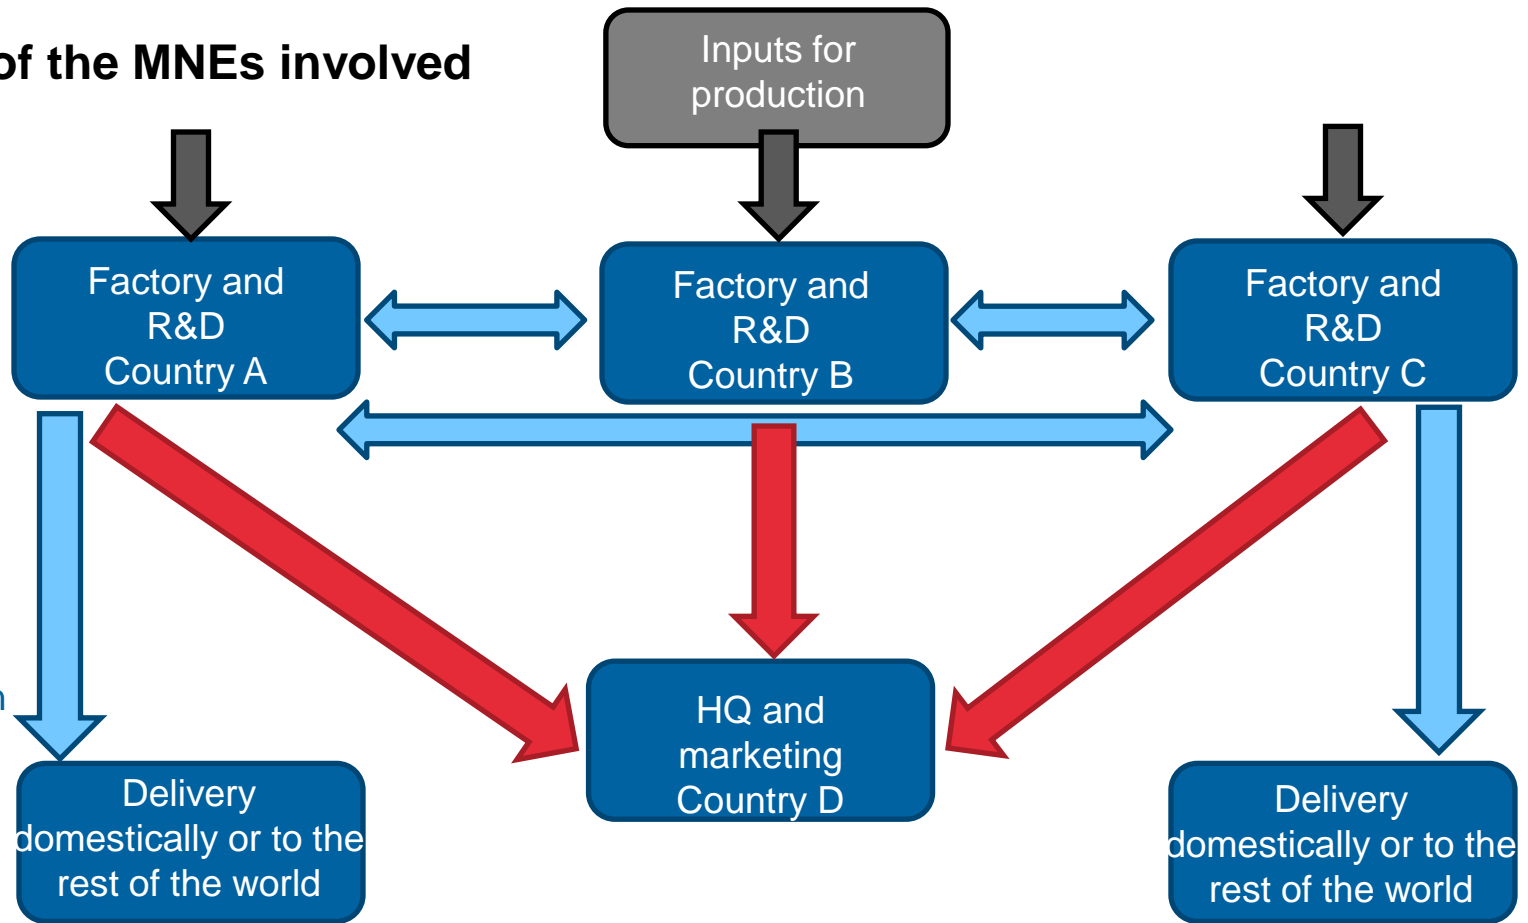 of the MNEs involved
Inputs for
production
Factory and
R&D
Country A
Factory and
R&D
Country B
Factory and
R&D
Country C
HQ and
marketing
Country D
Delivery
domestically or to the
rest of the world
Delivery
domestically or to the
rest of the world